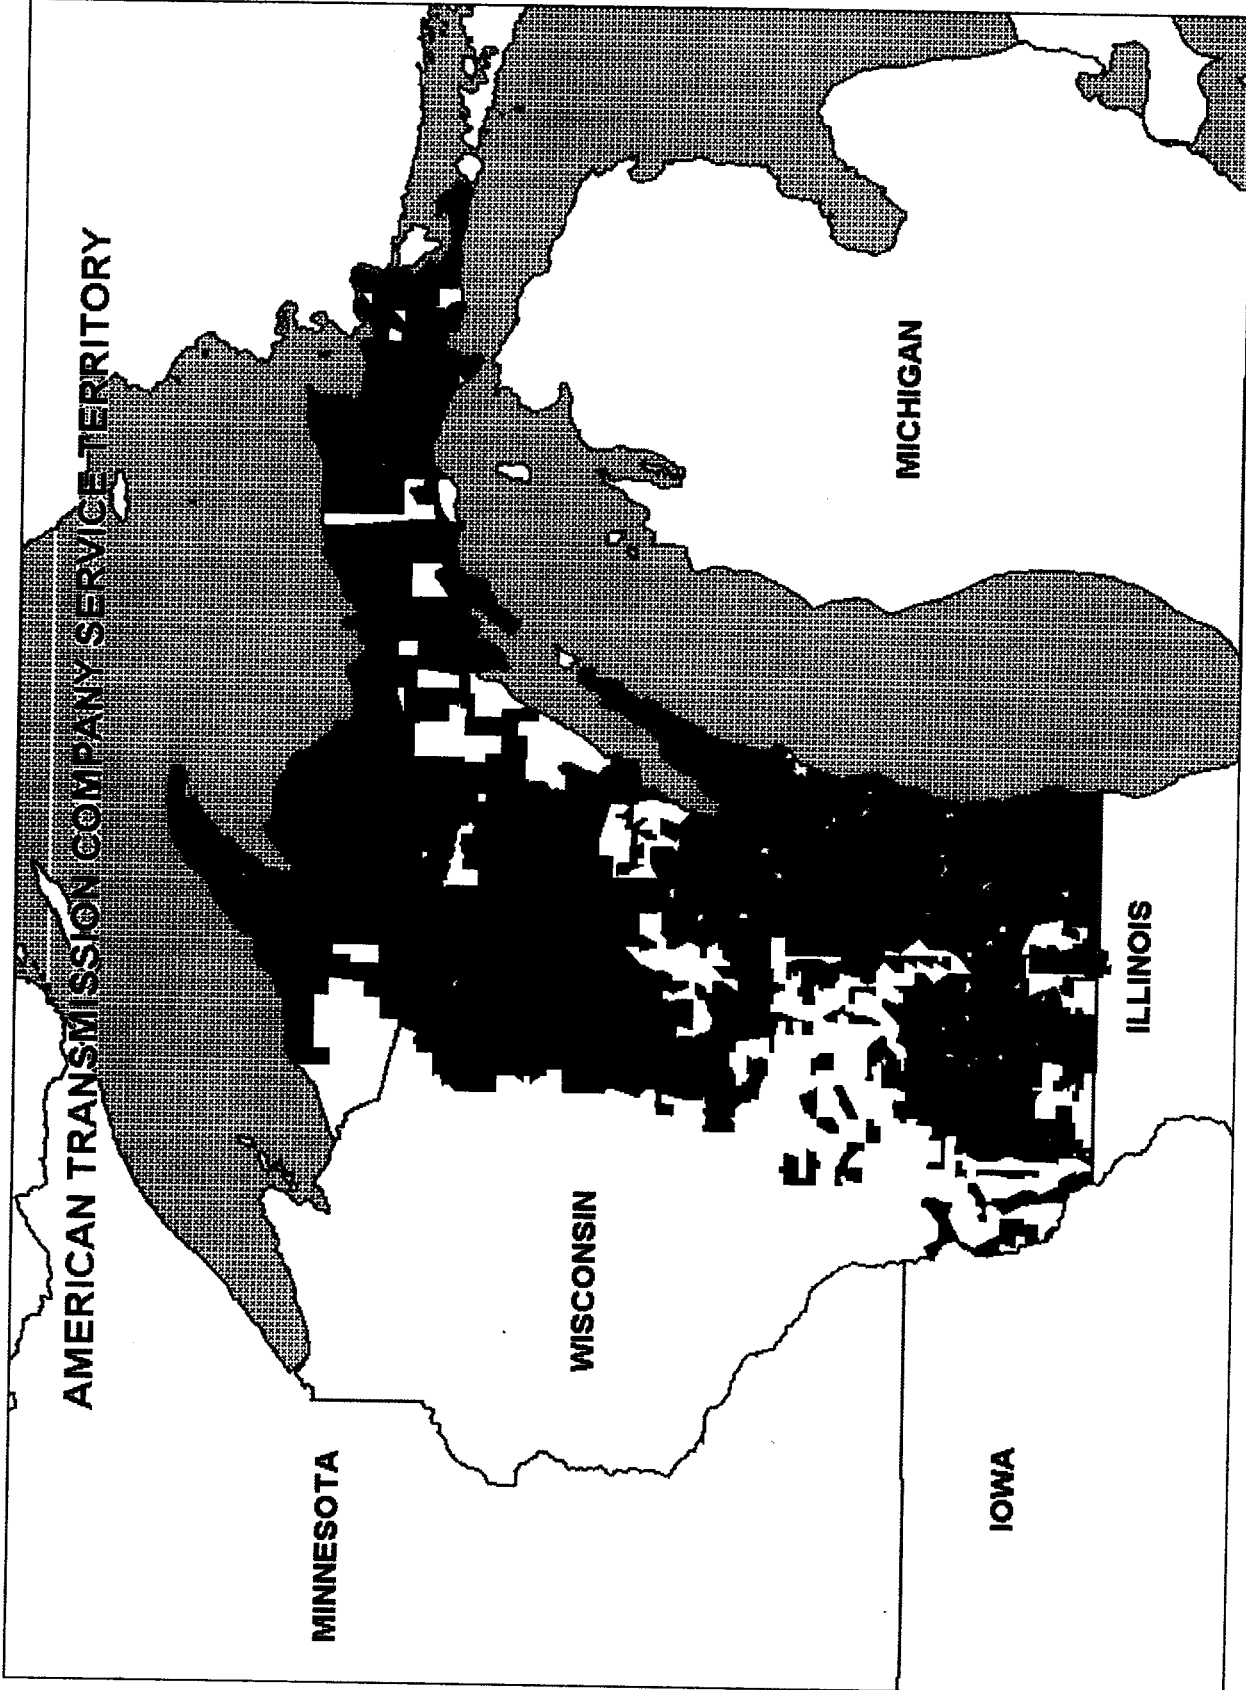 AMERICAN TRANSMISSION COMPANY SERVICE TERRITORY
MINNESOTA
WISCONSIN
MICHIGAN
IOWA
ILLINOIS